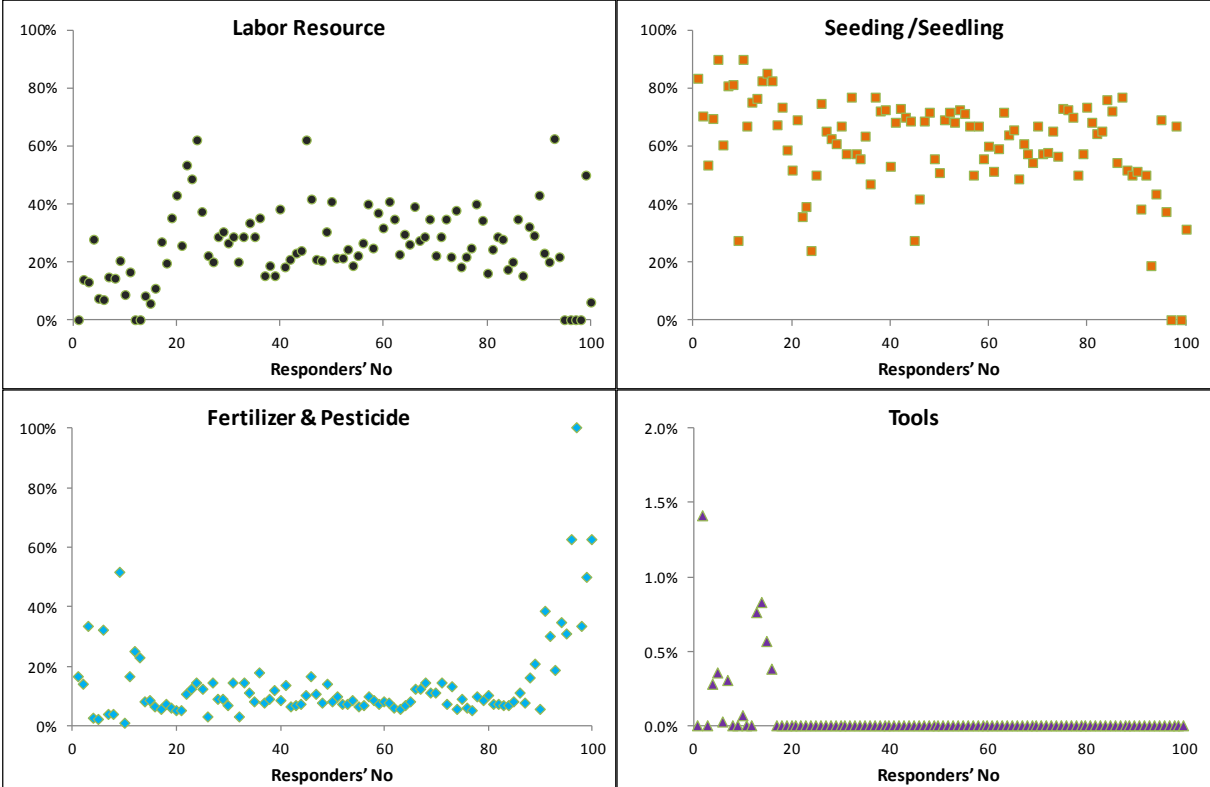 Labor Resource
100%
80%
60%
40%
20%
0%
0 20 40 60 80 100
Responders' No
Seeding /Seedling
100%
80%
60%
40%
20%
0%
0 20 40 60 80 100
Responders' No
Fertilizer & Pesticide
100%
80%
60%
40%
20%
0%
0 20 40 60 80 100
Responders' No
Tools
2.0%
1.5%
1.0%
0.5%
0.0%
0 20 40 60 80 100
Responders' No